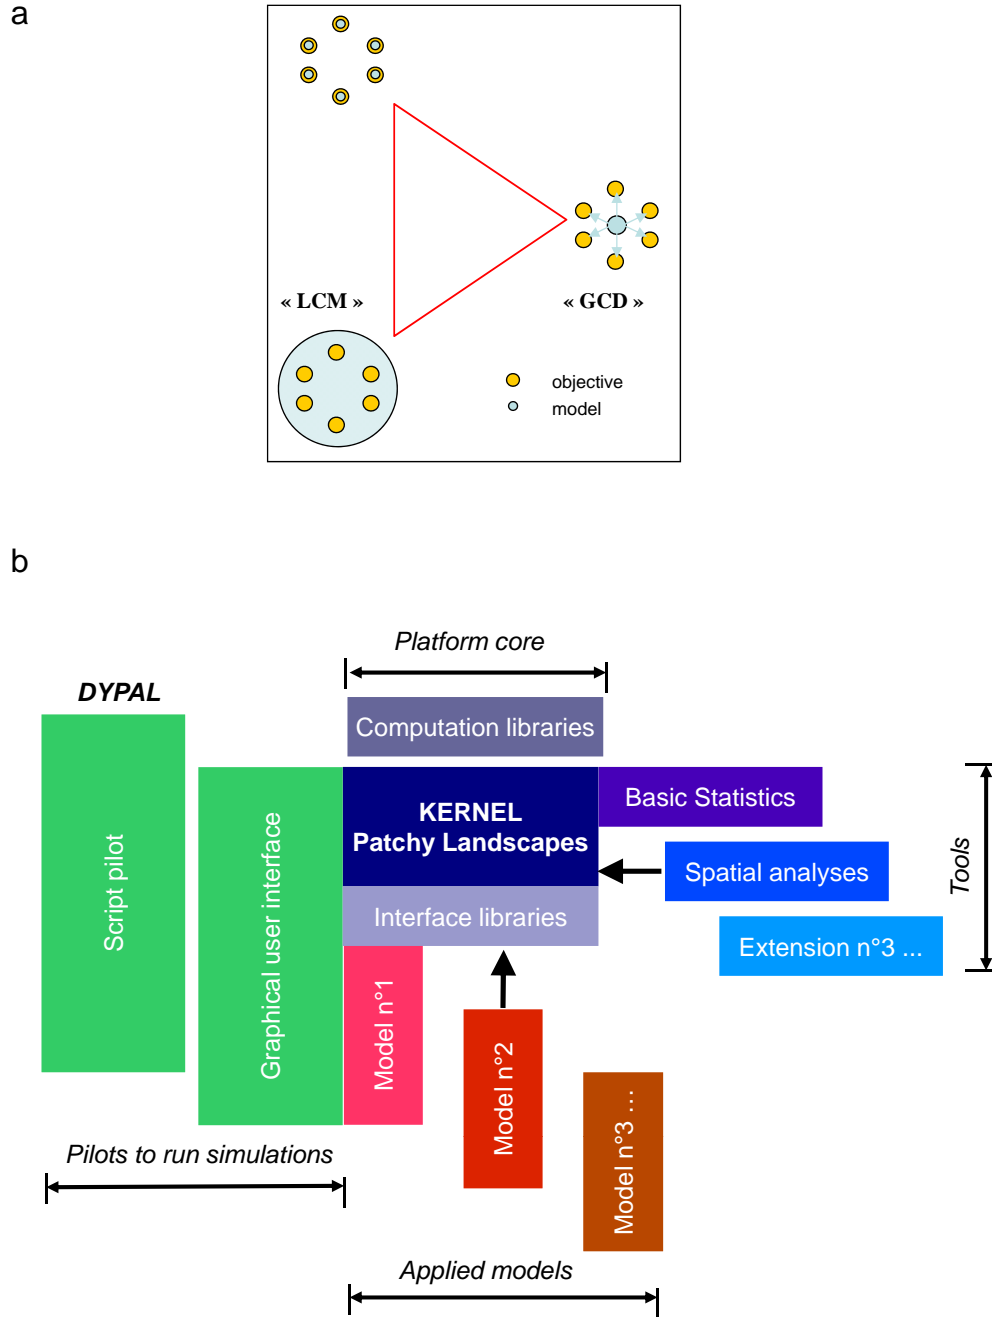 a
« LCM »
« GCD »
objective
model
b
Platform core
DYPAL
Computation libraries
KERNEL
Patchy Landscapes
Basic Statistics
Spatial analyses
Extension n°3 ...
Tools
Interface libraries
Script pilot
Graphical user interface
Model n°1
Model n°2
Model n°3 ...
Pilots to run simulations
Applied models